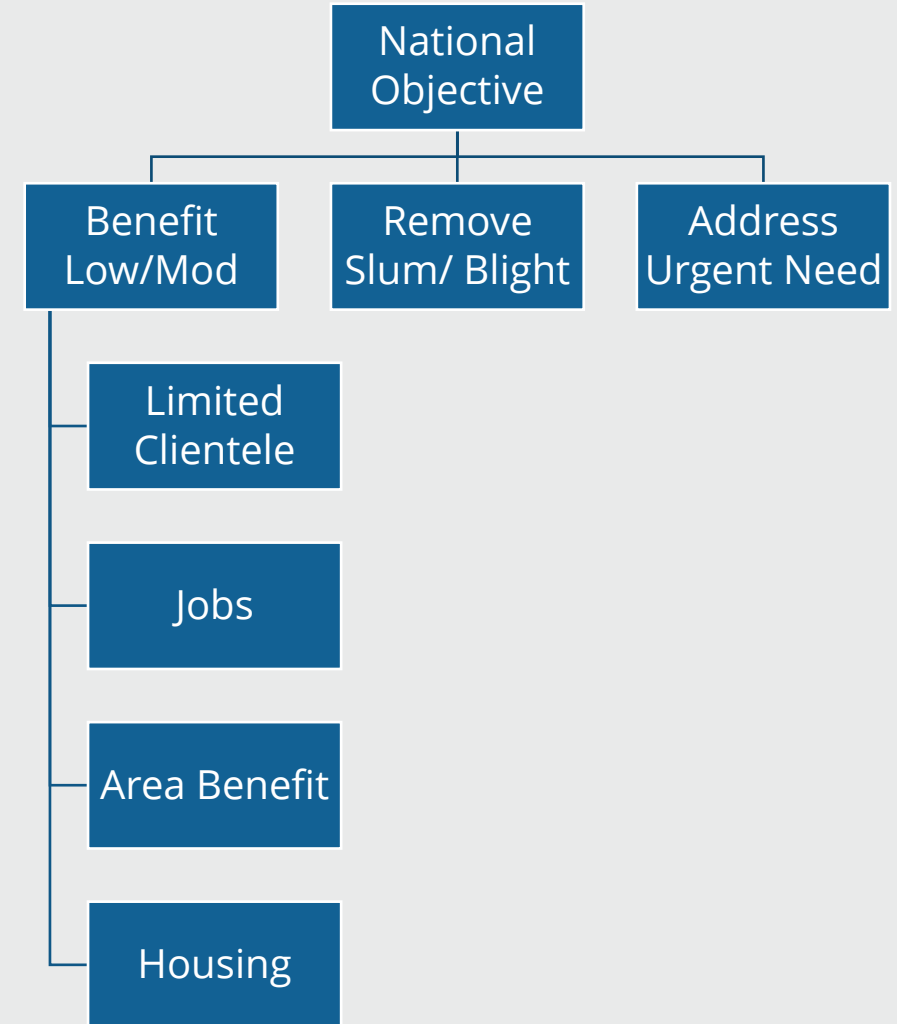 National
Objective
Benefit
Low/Mod
Remove
Slum/ Blight
Address
Urgent Need
Limited
Clientele
Jobs
Area Benefit
Housing